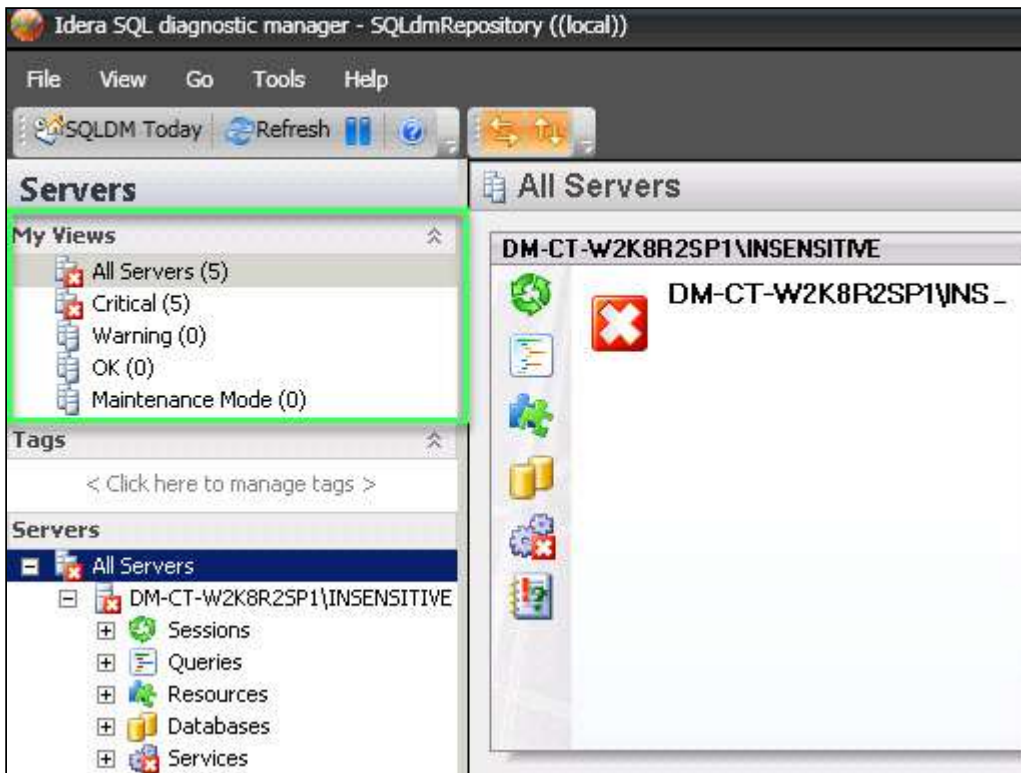 Idera SQL diagnostic manager - SQLdmRepository ((local))
File View Go Tools Help
SQLDM Today Refresh
Servers
My Views
All Servers (5)
Critical (5)
Warning (0)
OK (0)
Maintenance Mode (0)
Tags
< Click here to manage tags >
Servers
All Servers
DM-CT-W2K8R2SP1\INSENSITIVE
Sessions
Queries
Resources
Databases
Services
All Servers
DM-CT-W2K8R2SP1\INSENSITIVE
DM-CT-W2K8R2SP1\INS...